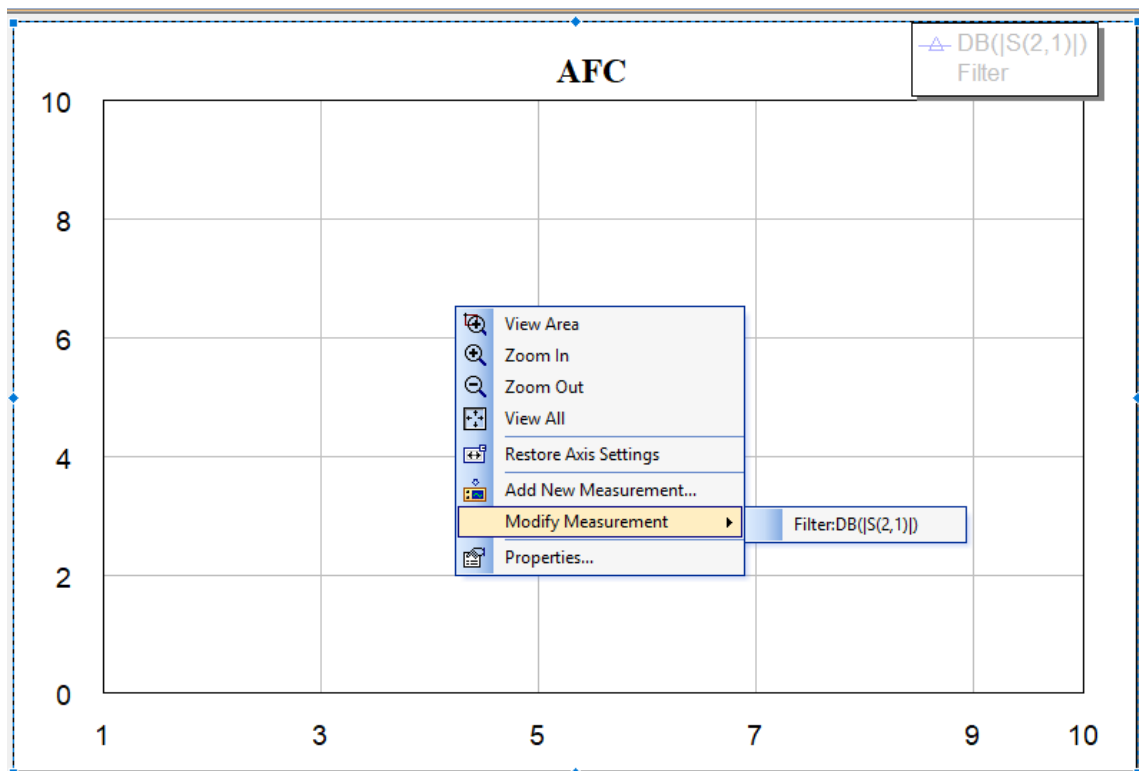 DB(|S(2,1)|)
Filter
AFC
10
8
6
4
2
0
View Area
Zoom In
Zoom Out
View All
Restore Axis Settings
Add New Measurement...
Modify Measurement
Filter:DB(|S(2,1)|)
Properties...
1 3 5 7 9 10